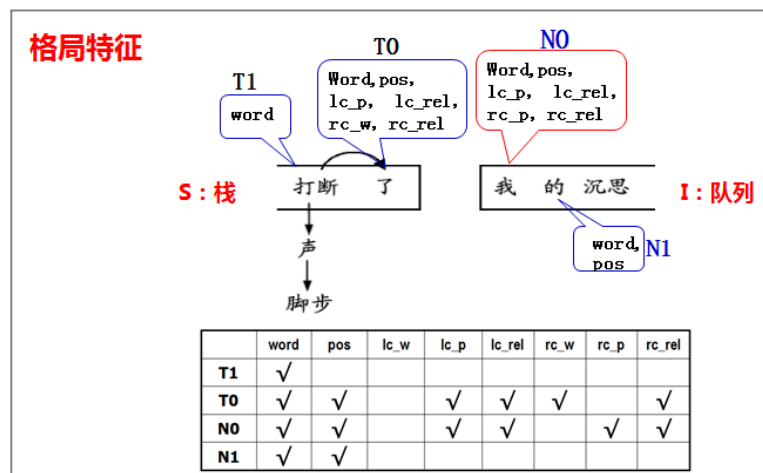 格局特征
T1
T0
N0
word
Word,pos,
lc_p, lc_rel,
rc_w, rc_rel
Word,pos,
lc_p, lc_rel,
rc_p, rc_rel
S：栈
打断 了
我 的 沉思
I：队列
声
脚步
word,
pos
N1
word pos lc_w lc_p lc_rel rc_w rc_p rc_rel
T1 √
T0 √ √ √ √ √ √
N0 √ √ √ √ √ √
N1 √ √